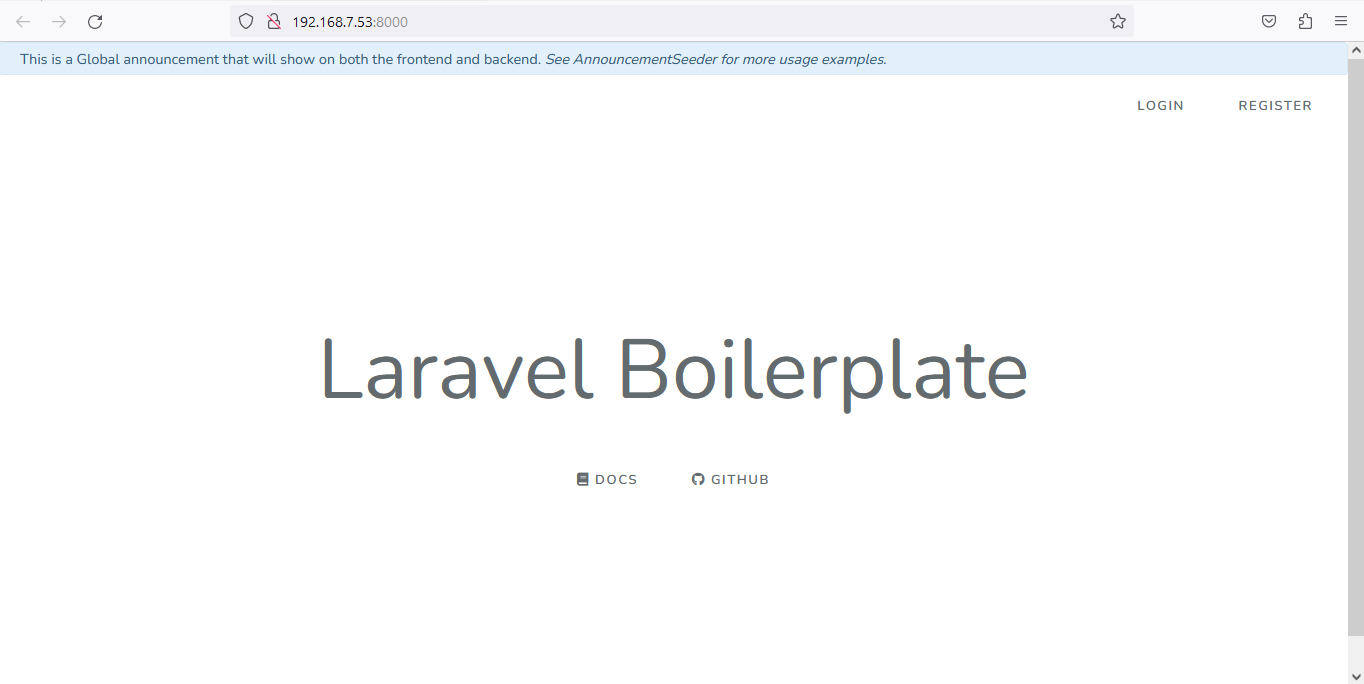 192.168.7.53:8000
This is a Global announcement that will show on both the frontend and backend. See AnnouncementSeeder for more usage examples.
LOGIN REGISTER
Laravel Boilerplate
DOCS GITHUB